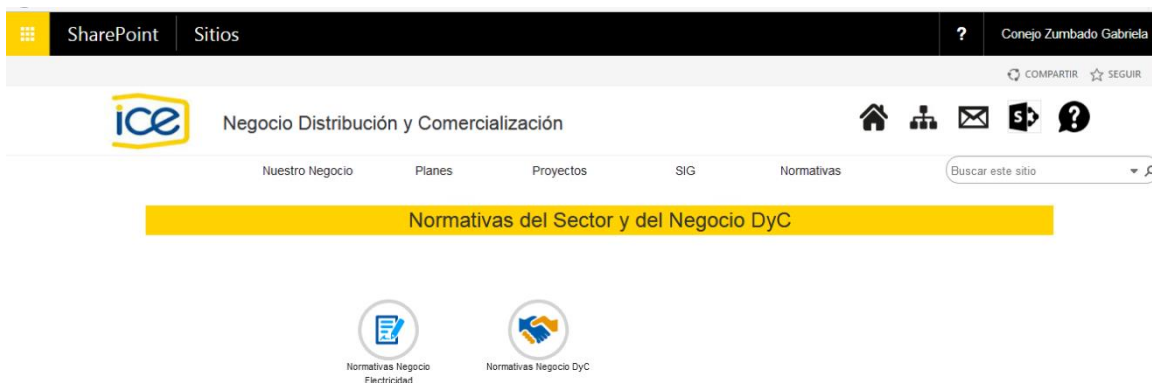 SharePoint Sitios ? Conejo Zumbado Gabriela
COMPARTIR SEGUIR
ice Negocio Distribución y Comercialización
Nuestro Negocio Planes Proyectos SIG Normativas Buscar este sitio
Normativas del Sector y del Negocio DyC
Normativas Negocio Electricidad
Normativas Negocio DyC